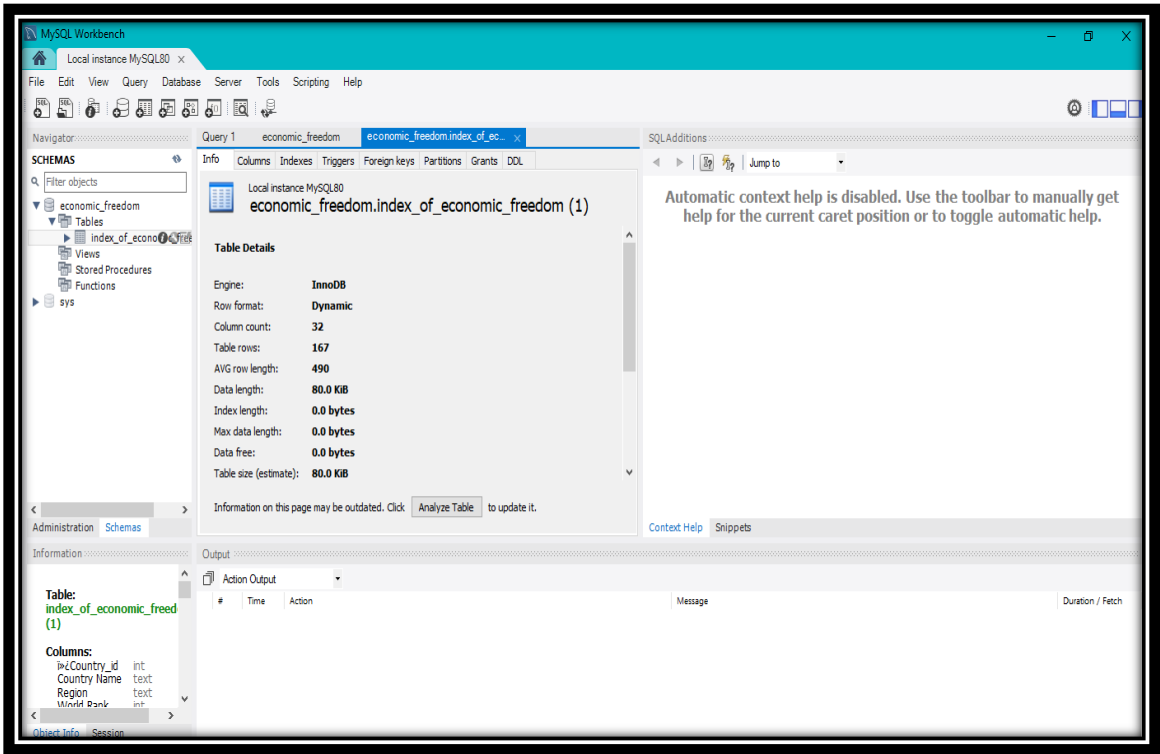 MySQL Workbench
Local instance MySQL80 ×
File Edit View Query Database Server Tools Scripting Help
Navigator
SCHEMAS
Filter objects
economic_freedom
Tables
index_of_econo
Views
Stored Procedures
Functions
sys
Administration Schemas
Query 1 economic_freedom economic_freedom.index_of_ec... ×
Info Columns Indexes Triggers Foreign keys Partitions Grants DDL
Local instance MySQL80
economic_freedom.index_of_economic_freedom (1)
Table Details
Engine: InnoDB
Row format: Dynamic
Column count: 32
Table rows: 167
AVG row length: 490
Data length: 80.0 KiB
Index length: 0.0 bytes
Max data length: 0.0 bytes
Data free: 0.0 bytes
Table size (estimate): 80.0 KiB
Information on this page may be outdated. Click Analyze Table to update it.
SQLAdditions
Jump to
Automatic context help is disabled. Use the toolbar to manually get
help for the current caret position or to toggle automatic help.
Context Help Snippets
Information
Table:
index_of_economic_freed
(1)
Columns:
ï»¿Country_id int
Country Name text
Region text
World Rank int
Object Info Session
Output
Action Output
# Time Action Message Duration / Fetch